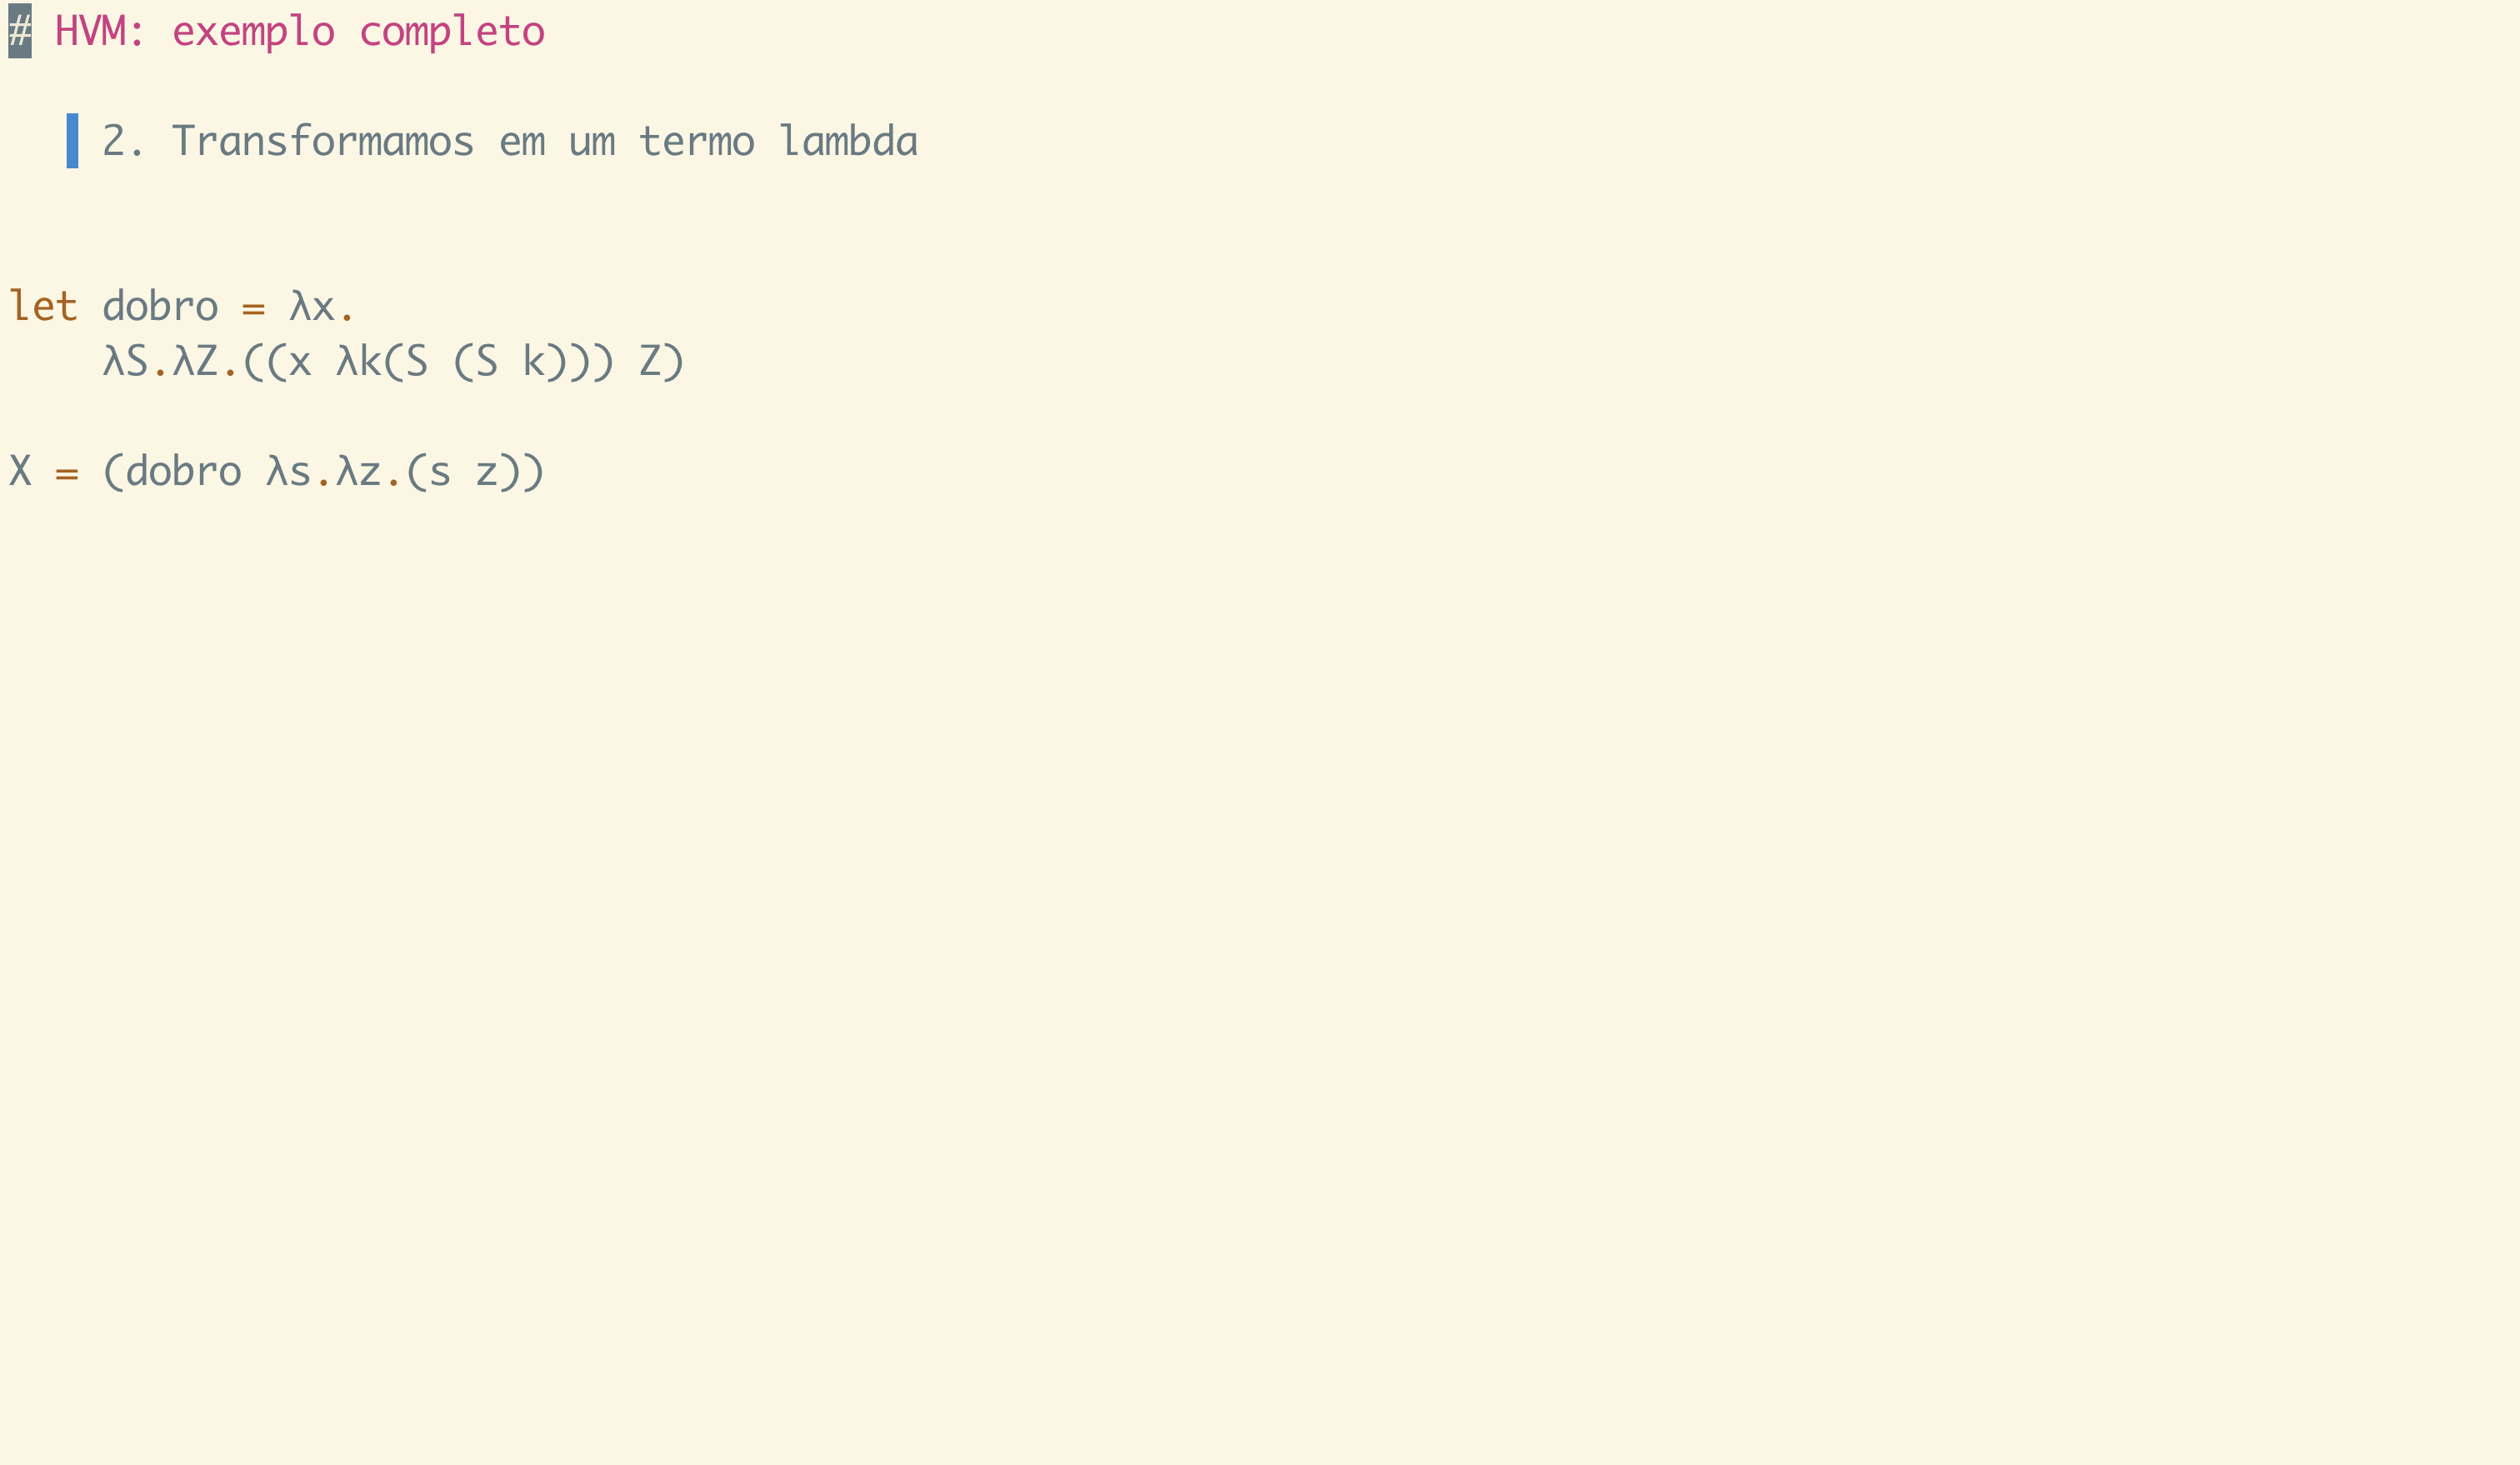 # HVM: exemplo completo
2. Transformamos em um termo lambda
let dobro = λx.
λS.λZ.((x λk(S (S k))) Z)
X = (dobro λs.λz.(s z))